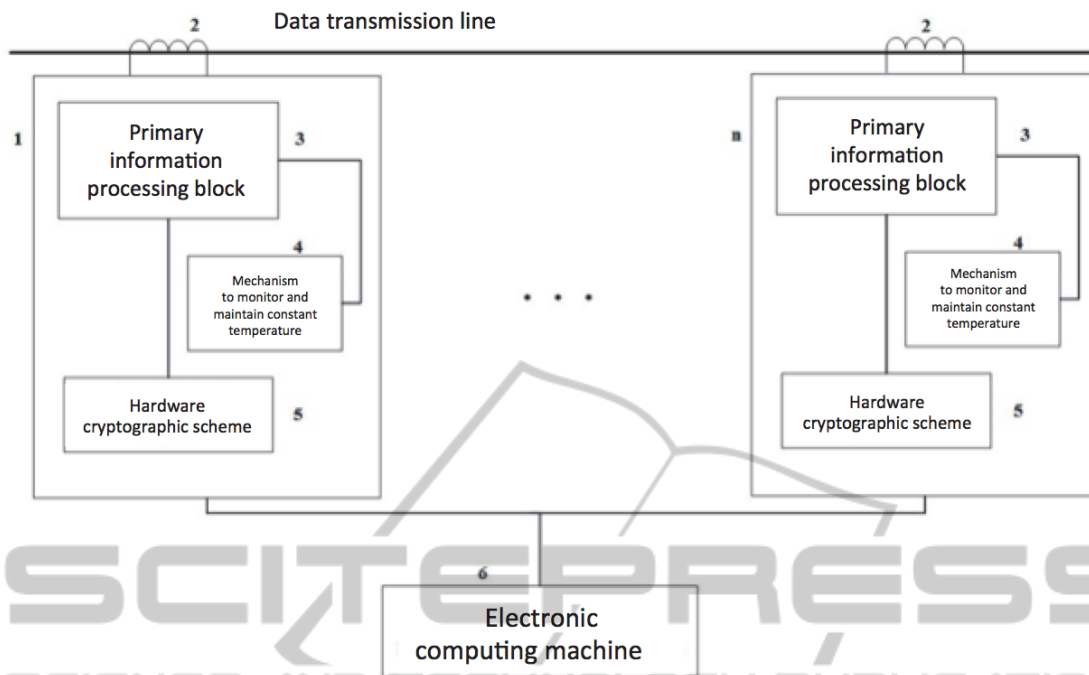 2
Data transmission line
2
1
Primary
information
processing block
3
4
Mechanism
to monitor and
maintain constant
temperature
Hardware
cryptographic scheme
5
. . .
n
Primary
information
processing block
3
4
Mechanism
to monitor and
maintain constant
temperature
Hardware
cryptographic scheme
5
SCITEPRESS
6
Electronic
computing machine